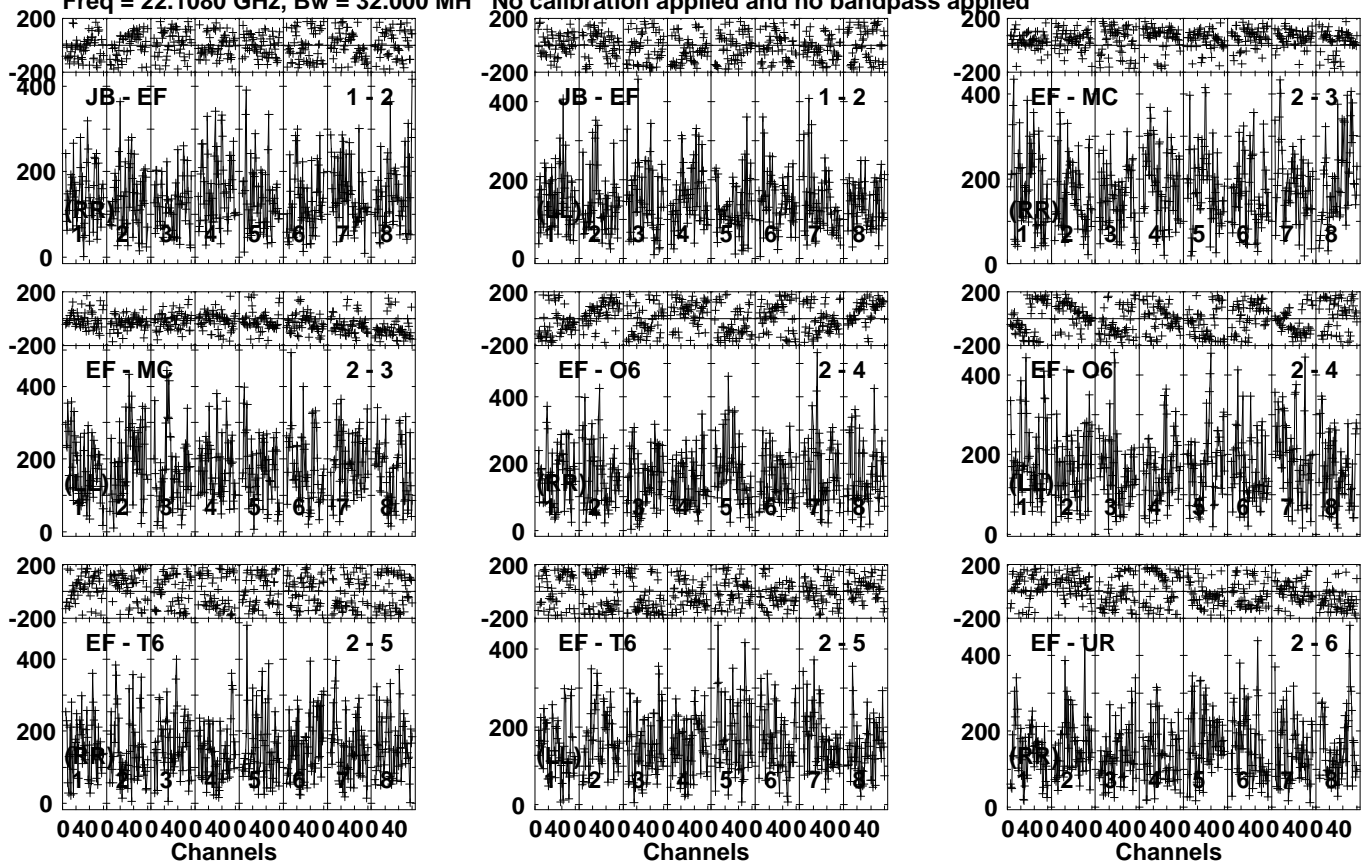 Freq = 22.1080 GHz, Bw = 32.000 MH No calibration applied and no bandpass applied
200
-200
400
200
0
JB - EF 1 - 2
(RR)
1 2 3 4 5 6 7 8
200
-200
400
200
0
JB - EF 1 - 2
(LL)
1 2 3 4 5 6 7 8
200
-200
400
200
0
EF - MC 2 - 3
(RR)
1 2 3 4 5 6 7 8
200
-200
400
200
0
EF - MC 2 - 3
(LL)
1 2 3 4 5 6 7 8
200
-200
400
200
0
EF - O6 2 - 4
(RR)
1 2 3 4 5 6 7 8
200
-200
400
200
0
EF - O6 2 - 4
(LL)
1 2 3 4 5 6 7 8
200
-200
400
200
0
EF - T6 2 - 5
(RR)
1 2 3 4 5 6 7 8
0 40 0 40 0 40 0 40 0 40 0 40 0 40 0 40
Channels
200
-200
400
200
0
EF - T6 2 - 5
(LL)
1 2 3 4 5 6 7 8
0 40 0 40 0 40 0 40 0 40 0 40 0 40 0 40
Channels
200
-200
400
200
0
EF - UR 2 - 6
(RR)
1 2 3 4 5 6 7 8
0 40 0 40 0 40 0 40 0 40 0 40 0 40 0 40
Channels